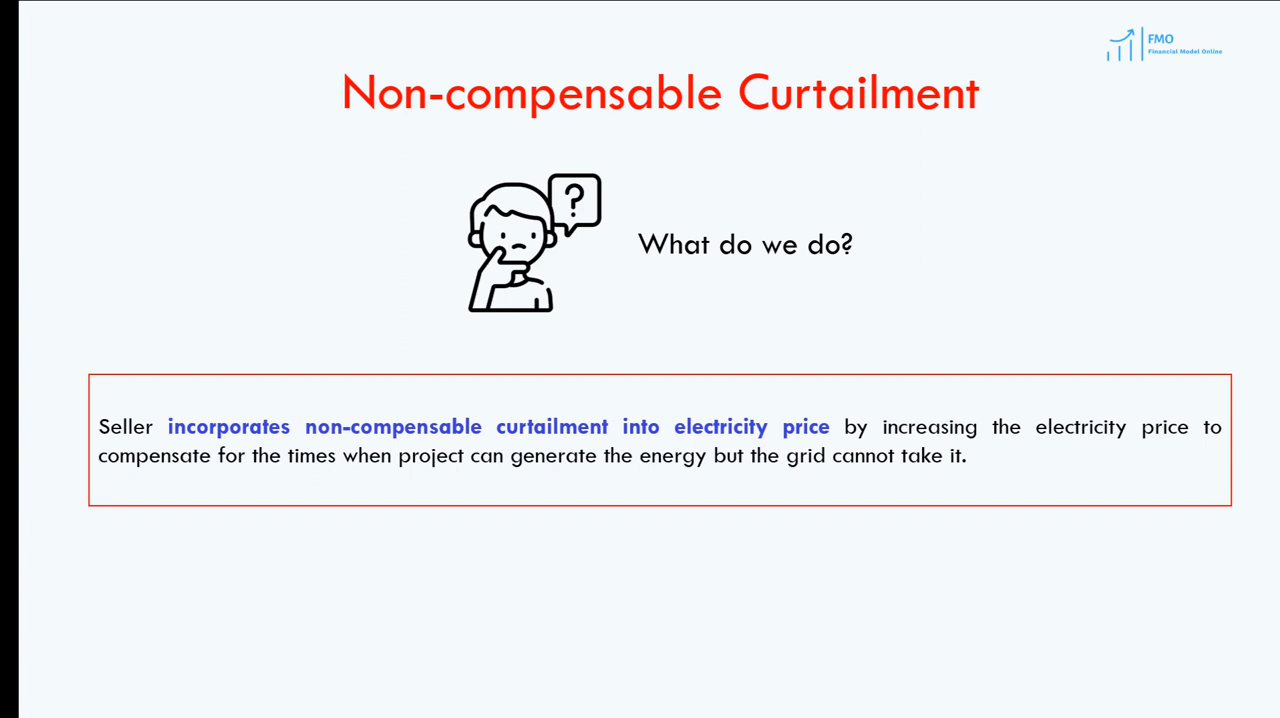 FMO
Financial Model Online
Non-compensable Curtailment
?
What do we do?
Seller incorporates non-compensable curtailment into electricity price by increasing the electricity price to
compensate for the times when project can generate the energy but the grid cannot take it.